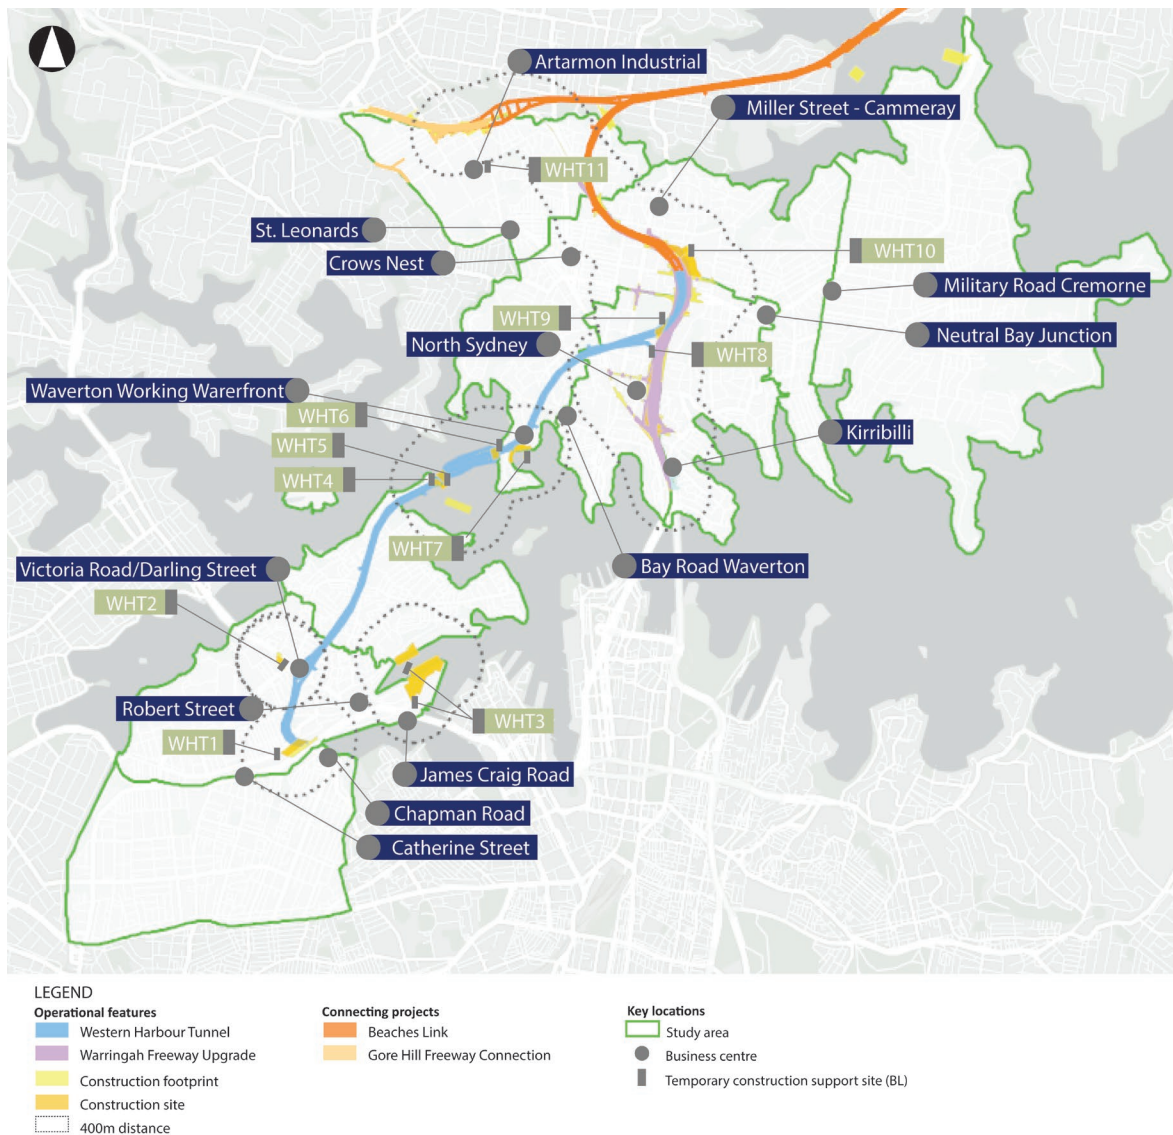 Artarmon Industrial
Miller Street - Cammeray
WHT11
St. Leonards
WHT10
Crows Nest
Military Road Cremorne
WHT9
Neutral Bay Junction
North Sydney
WHT8
Waverton Working Warerfront
WHT6
Kirribilli
WHT5
WHT4
WHT7
Victoria Road/Darling Street
Bay Road Waverton
WHT2
Robert Street
WHT3
WHT1
James Craig Road
Chapman Road
Catherine Street
LEGEND
Operational features
Western Harbour Tunnel
Warringah Freeway Upgrade
Construction footprint
Construction site
400m distance
Connecting projects
Beaches Link
Gore Hill Freeway Connection
Key locations
Study area
Business centre
Temporary construction support site (BL)